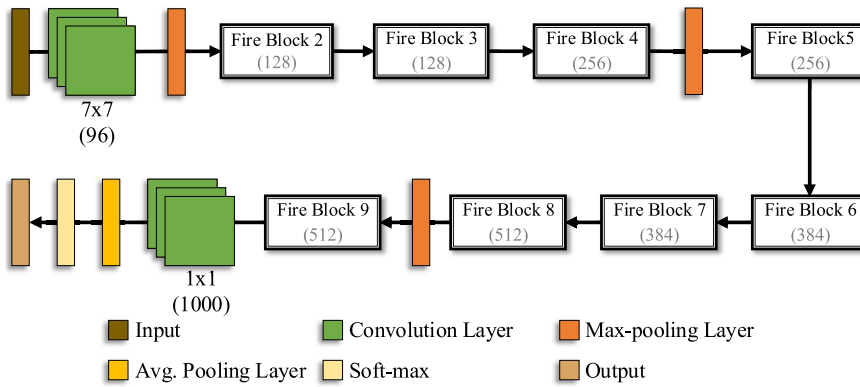 Fire Block 2
(128)
Fire Block 3
(128)
Fire Block 4
(256)
Fire Block5
(256)
7x7
(96)
Fire Block 9
(512)
Fire Block 8
(512)
Fire Block 7
(384)
Fire Block 6
(384)
1x1
(1000)
Input
Convolution Layer
Max-pooling Layer
Avg. Pooling Layer
Soft-max
Output